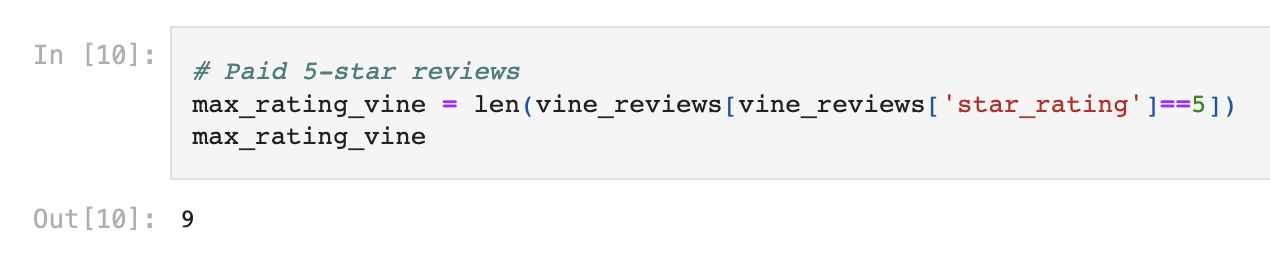 In [10]:
# Paid 5-star reviews
max_rating_vine = len(vine_reviews[vine_reviews['star_rating']==5])
max_rating_vine
Out[10]: 9